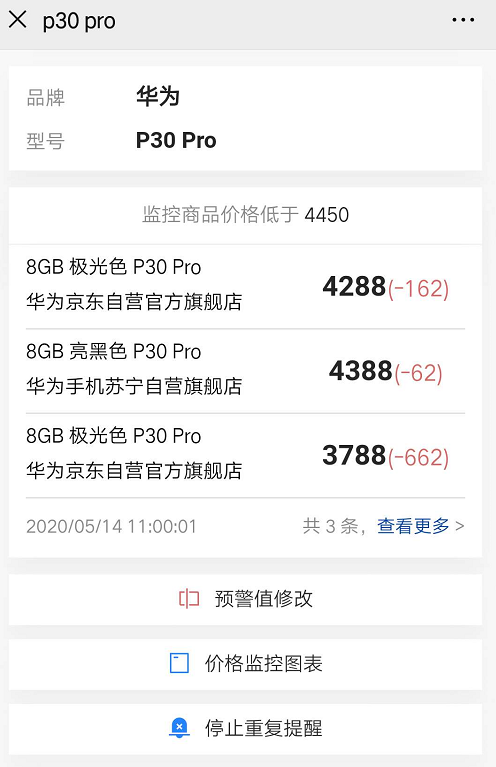 p30 pro
品牌 华为
型号 P30 Pro
监控商品价格低于 4450
8GB 极光色 P30 Pro
华为京东自营官方旗舰店
4288(-162)
8GB 亮黑色 P30 Pro
华为手机苏宁自营旗舰店
4388(-62)
8GB 极光色 P30 Pro
华为京东自营官方旗舰店
3788(-662)
2020/05/14 11:00:01 共 3 条，查看更多 >
预警值修改
价格监控图表
停止重复提醒